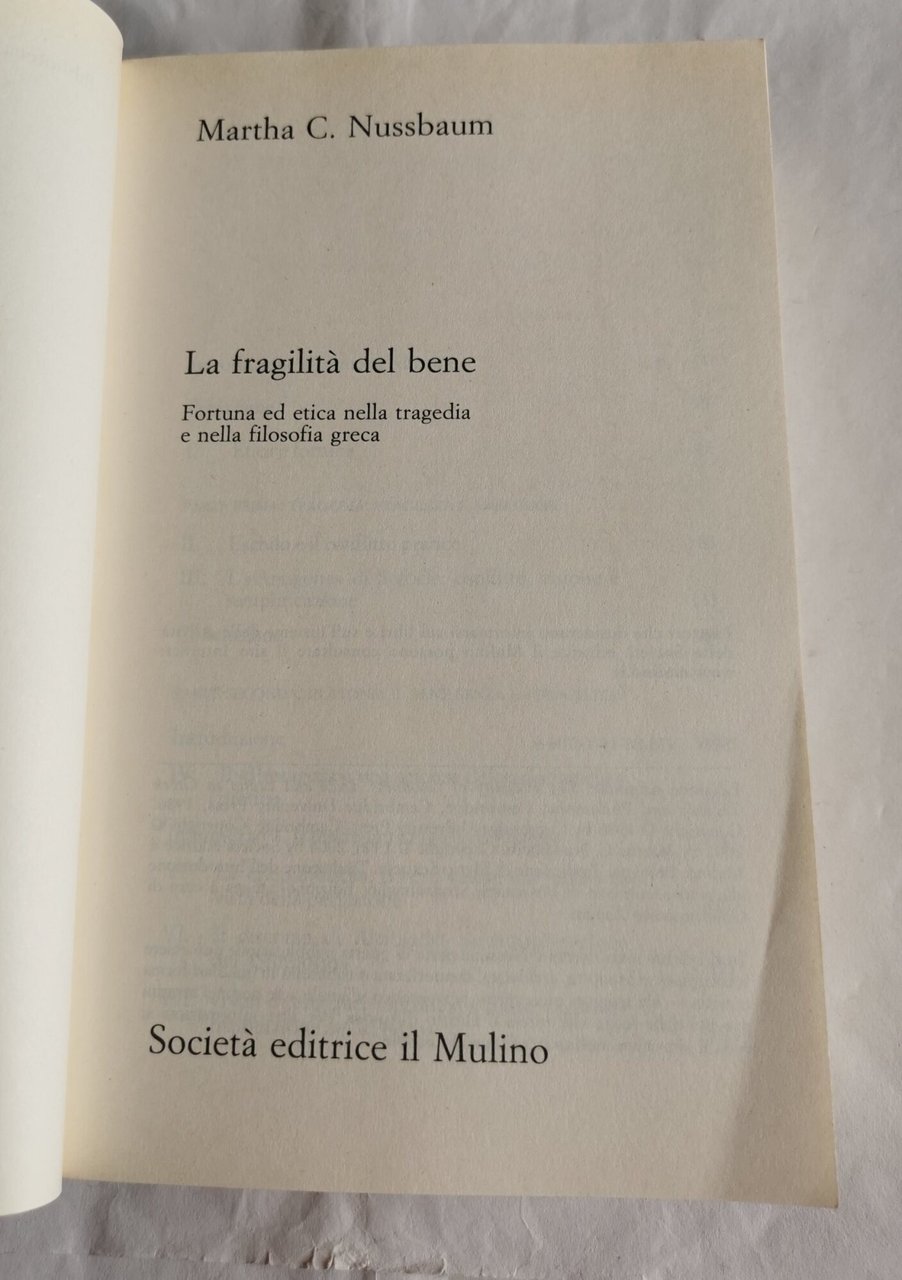 Martha C. Nussbaum
La fragilità del bene
Fortuna ed etica nella tragedia
e nella filosofia greca
Società editrice il Mulino